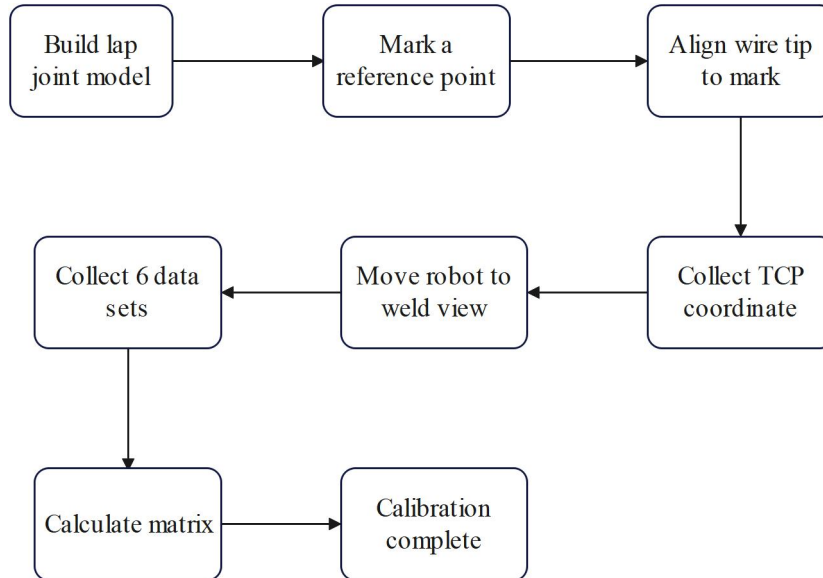 Build lap
joint model
Mark a
reference point
Align wire tip
to mark
Collect TCP
coordinate
Move robot to
weld view
Collect 6 data
sets
Calculate matrix
Calibration
complete